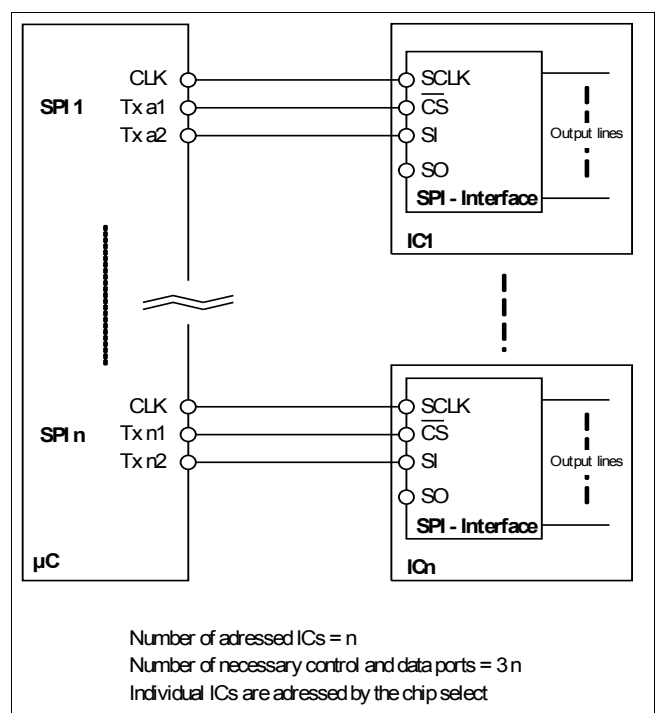 CLK
SPI 1
Tx a1
Tx a2
SCLK
CS
SI
SO
SPI - Interface
Output lines
IC1
CLK
SPI n
Tx n1
Tx n2
SCLK
CS
SI
SO
SPI - Interface
Output lines
µC
ICn
Number of adressed ICs = n
Number of necessary control and data ports = 3 n
Individual ICs are adressed by the chip select